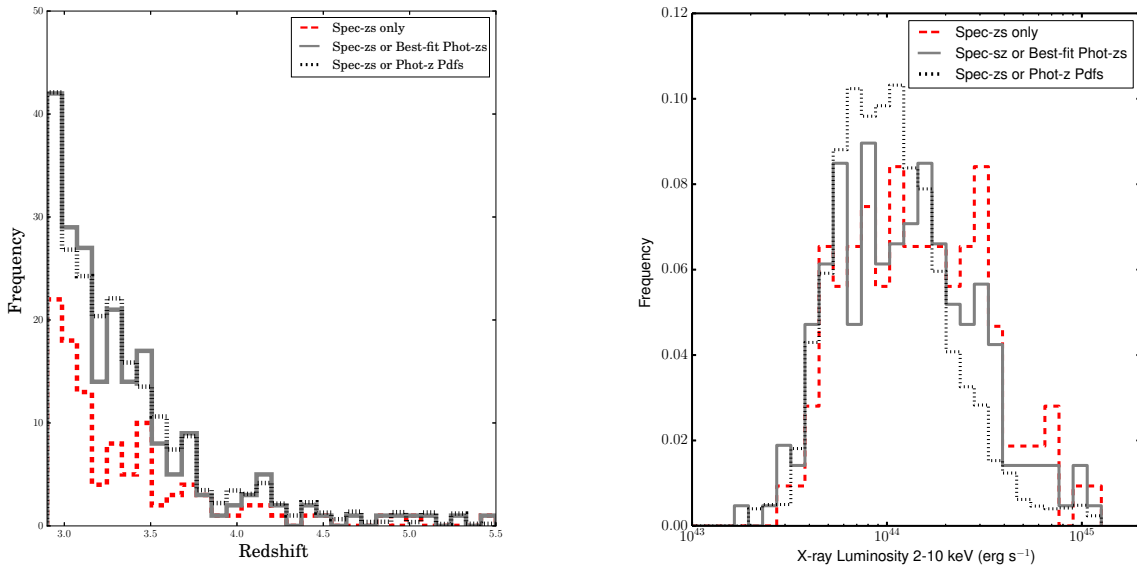 50
40
30
20
10
0
Frequency
3.0 3.5 4.0 4.5 5.0 5.5
Redshift
Spec-zs only
Spec-zs or Best-fit Phot-zs
Spec-zs or Phot-z Pdfs
0.12
0.10
0.08
0.06
0.04
0.02
0.00
Frequency
10^43 10^44 10^45
X-ray Luminosity 2-10 keV (erg s⁻¹)
Spec-zs only
Spec-sz or Best-fit Phot-zs
Spec-zs or Phot-z Pdfs